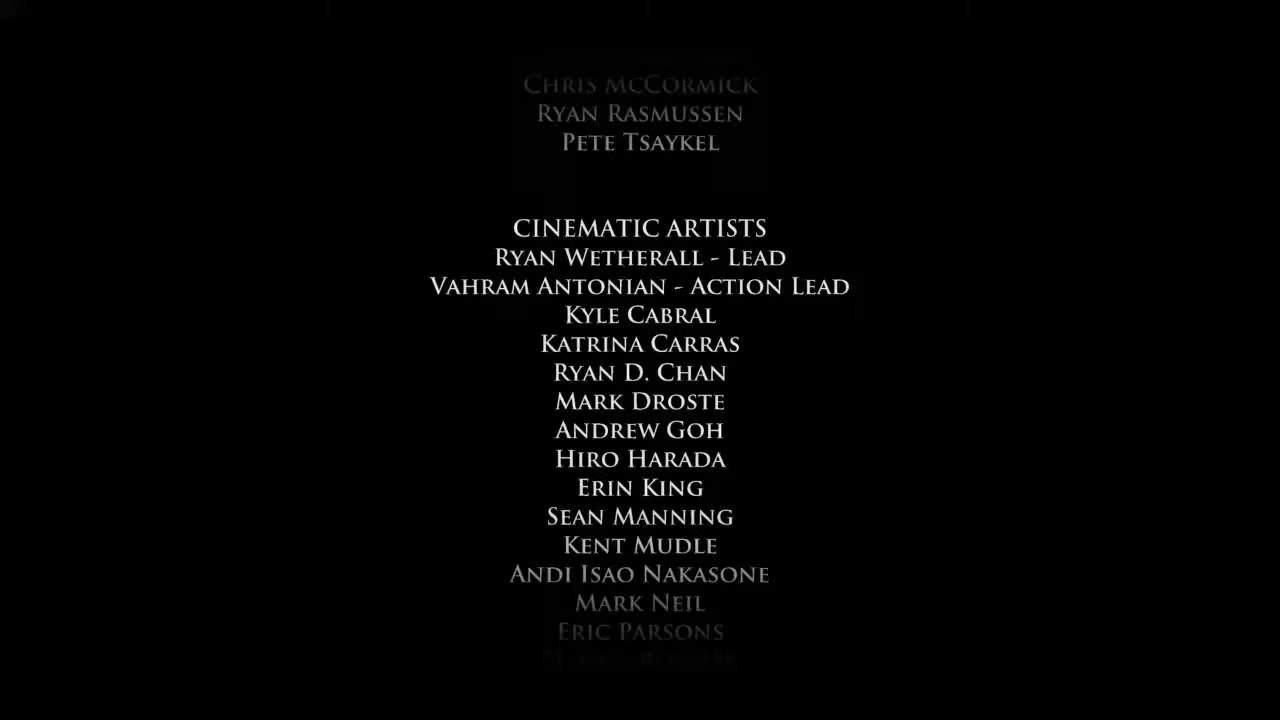 Chris McCormick
Ryan Rasmussen
Pete Tsaykel
CINEMATIC ARTISTS
Ryan Wetherall - Lead
Vahram Antonian - Action Lead
Kyle Cabral
Katrina Carras
Ryan D. Chan
Mark Droste
Andrew Goh
Hiro Harada
Erin King
Sean Manning
Kent Mudle
Andi Isao Nakasone
Mark Neil
Eric Parsons